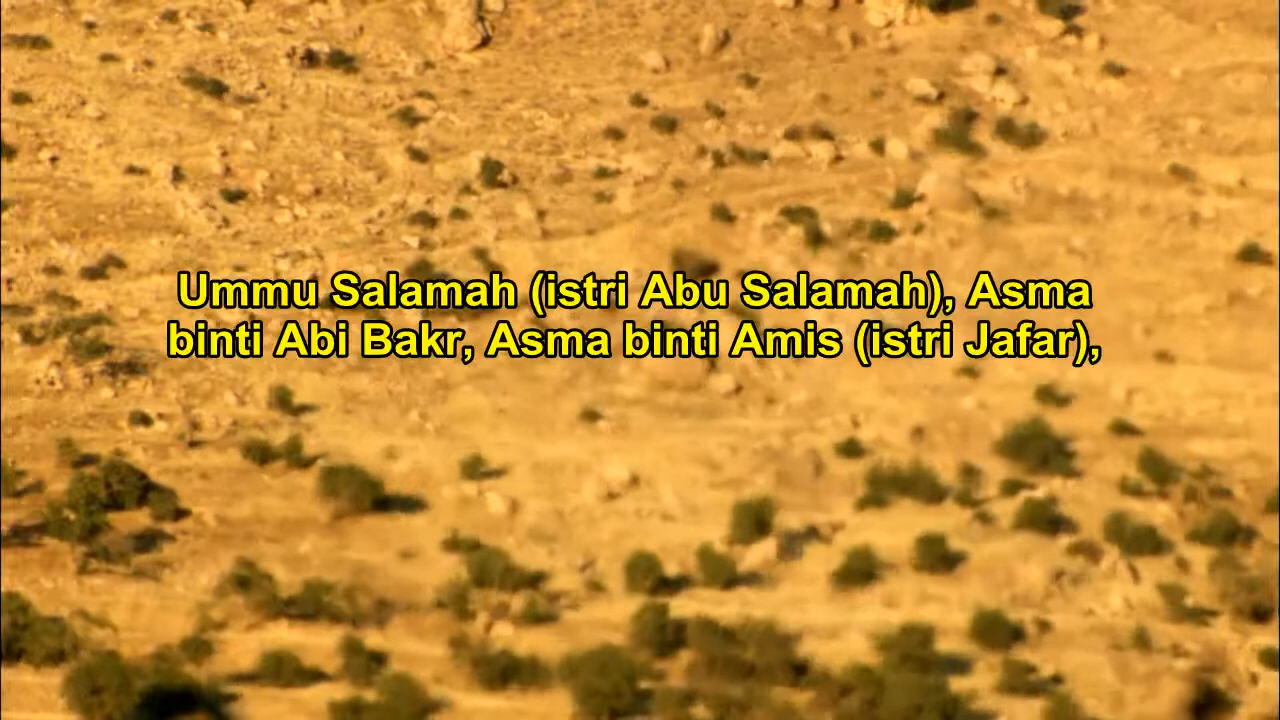 Ummu Salamah (istri Abu Salamah), Asma
binti Abi Bakr, Asma binti Amis (istri Jafar),